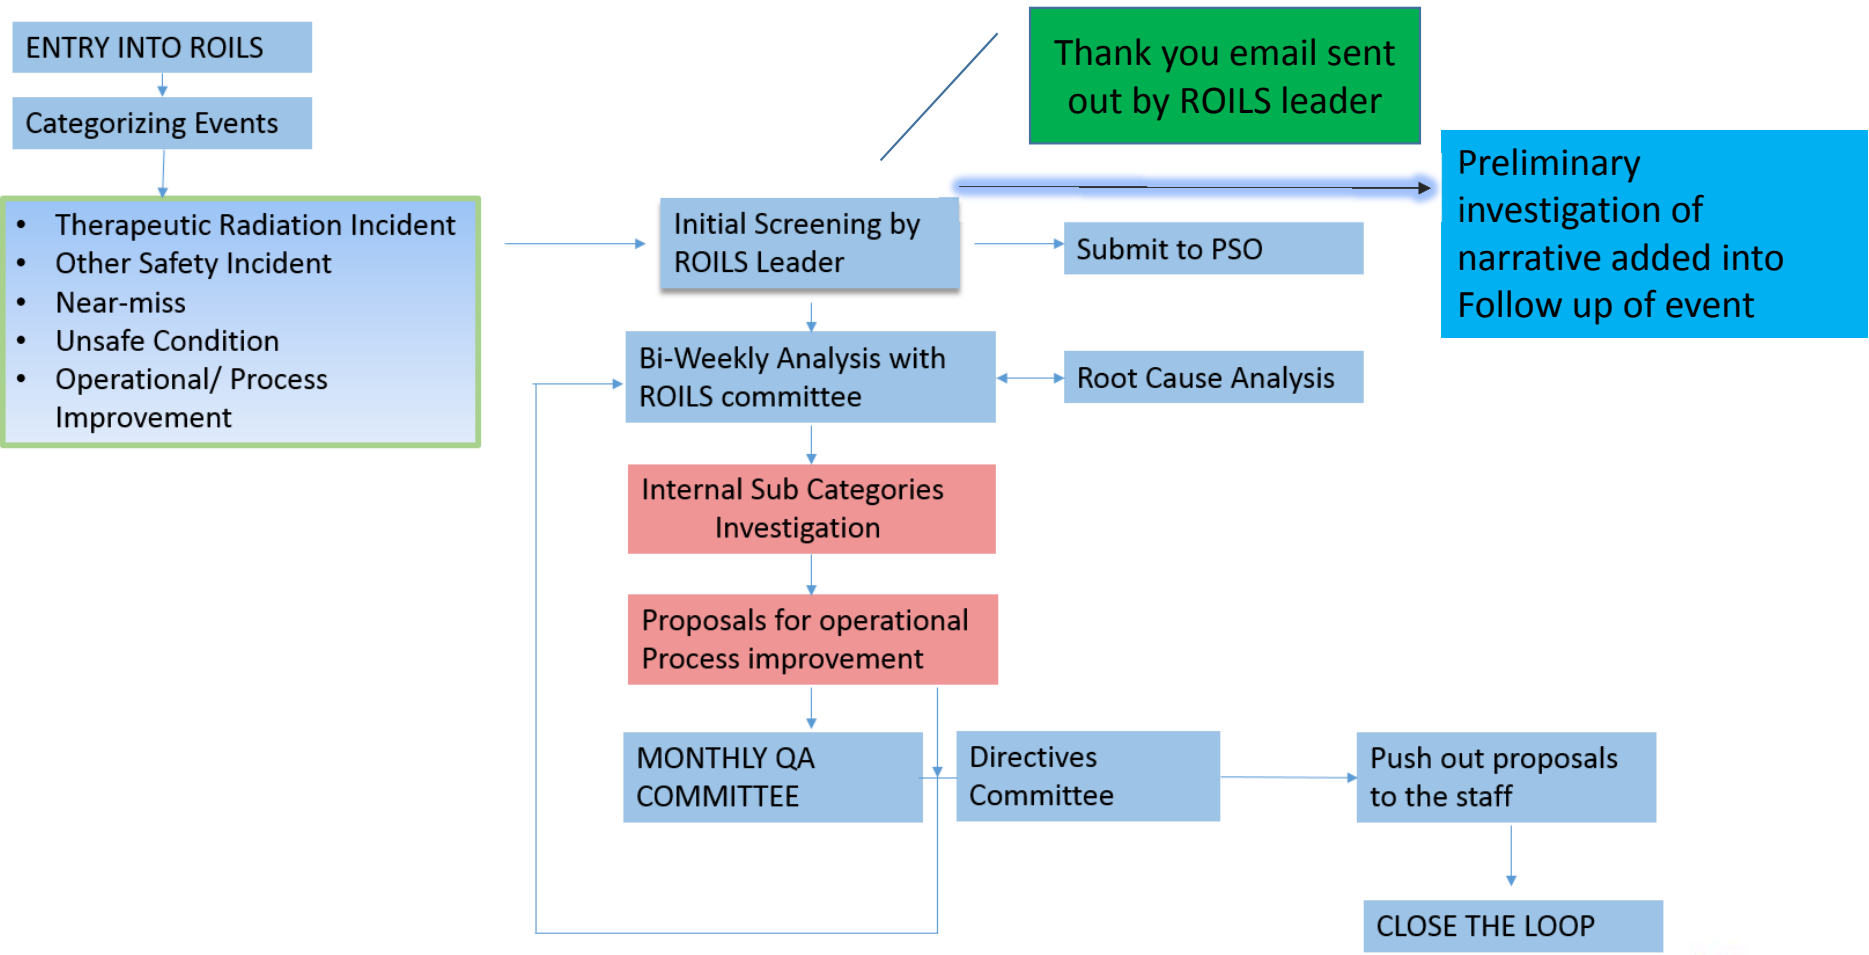 ENTRY INTO ROILS
Categorizing Events
• Therapeutic Radiation Incident
• Other Safety Incident
• Near-miss
• Unsafe Condition
• Operational/ Process
Improvement
Thank you email sent
out by ROILS leader
Preliminary
investigation of
narrative added into
Follow up of event
Initial Screening by
ROILS Leader
Submit to PSO
Bi-Weekly Analysis with
ROILS committee
Root Cause Analysis
Internal Sub Categories
Investigation
Proposals for operational
Process improvement
MONTHLY QA
COMMITTEE
Directives
Committee
Push out proposals
to the staff
CLOSE THE LOOP